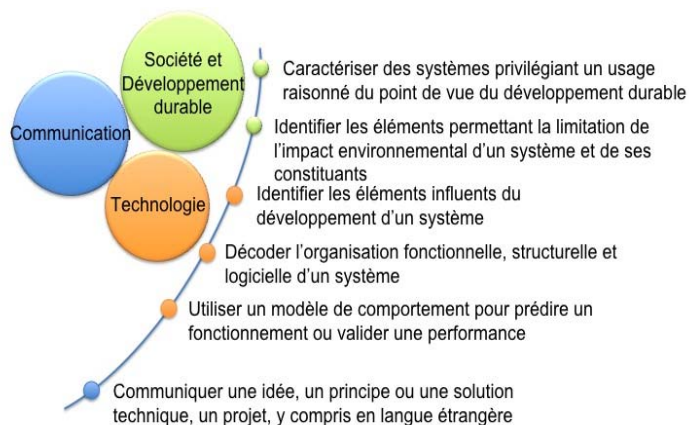 Société et
Développement
durable
Communication
Technologie
Caractériser des systèmes privilégiant un usage
raisonné du point de vue du développement durable
Identifier les éléments permettant la limitation de
l’impact environnemental d’un système et de ses
constituants
Identifier les éléments influents du
développement d’un système
Décoder l’organisation fonctionnelle, structurelle et
logicielle d’un système
Utiliser un modèle de comportement pour prédire un
fonctionnement ou valider une performance
Communiquer une idée, un principe ou une solution
technique, un projet, y compris en langue étrangère